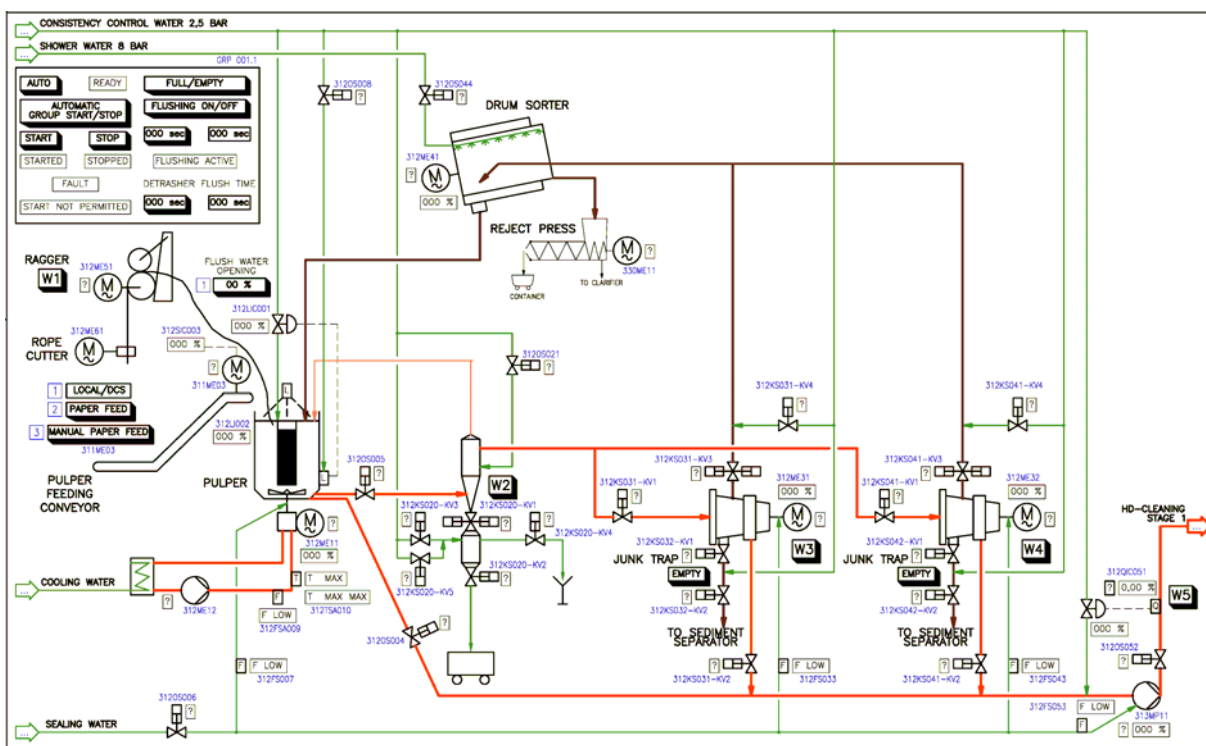 CONSISTENCY CONTROL WATER 2,5 BAR
SHOWER WATER 8 BAR
GRP 001.1
AUTO
READY
FULL/EMPTY
AUTOMATIC
GROUP START/STOP
FLUSHING ON/OFF
START
STOP
000 sec
000 sec
STARTED
STOPPED
FLUSHING ACTIVE
FAULT
DETRASHER FLUSH TIME
START NOT PERMITTED
000 sec
000 sec
312OS008
?
312OS044
?
DRUM SORTER
312ME41
?
M
000 %
REJECT PRESS
M
?
330ME11
CONTAINER
TO CLARIFIER
RAGGER
W1
312ME51
?
M
FLUSH WATER
OPENING
1
00 %
312ME61
ROPE
CUTTER
?
M
312SIC003
000 %
312LIC001
000 %
?
M
311ME03
1
LOCAL/DCS
2
PAPER FEED
3
MANUAL PAPER FEED
311ME03
PULPER
FEEDING
CONVEYOR
L
312LI002
000 %
PULPER
L
312OS005
?
312OS021
?
W2
312KS020-KV3
312KS020-KV1
?
?
?
312KS020-KV4
?
312KS020-KV2
?
312KS020-KV5
M
?
312ME11
000 %
COOLING WATER
?
312ME12
T
T MAX
T MAX MAX
312TSA010
F
F LOW
312FSA009
312OS004
?
F
F LOW
312FS007
312OS006
?
SEALING WATER
312KS031-KV4
?
312KS041-KV4
?
312KS031-KV3
?
312KS031-KV1
?
312ME31
000 %
M
?
W3
312KS032-KV1
?
JUNK TRAP
EMPTY
?
312KS032-KV2
TO SEDIMENT
SEPARATOR
?
312KS031-KV2
F
F LOW
312FS033
312KS041-KV3
?
312KS041-KV1
?
312ME32
000 %
M
?
W4
312KS042-KV1
?
JUNK TRAP
EMPTY
?
312KS042-KV2
TO SEDIMENT
SEPARATOR
?
312KS041-KV2
F
F LOW
312FS043
HD-CLEANING
STAGE 1
312QIC051
?
0,00 %
Q
W5
000 %
312OS052
?
312FS053
F LOW
F
313MP11
?
000 %